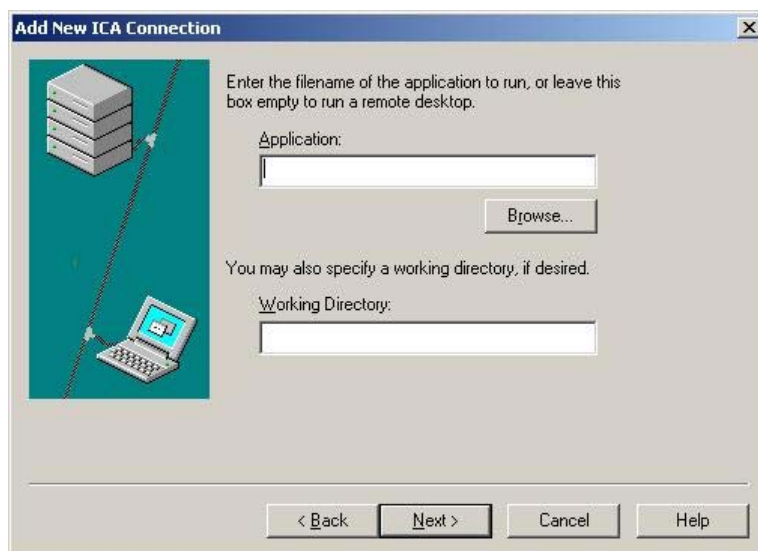 Add New ICA Connection
Enter the filename of the application to run, or leave this
box empty to run a remote desktop.
Application:
Browse...
You may also specify a working directory, if desired.
Working Directory:
< Back
Next >
Cancel
Help